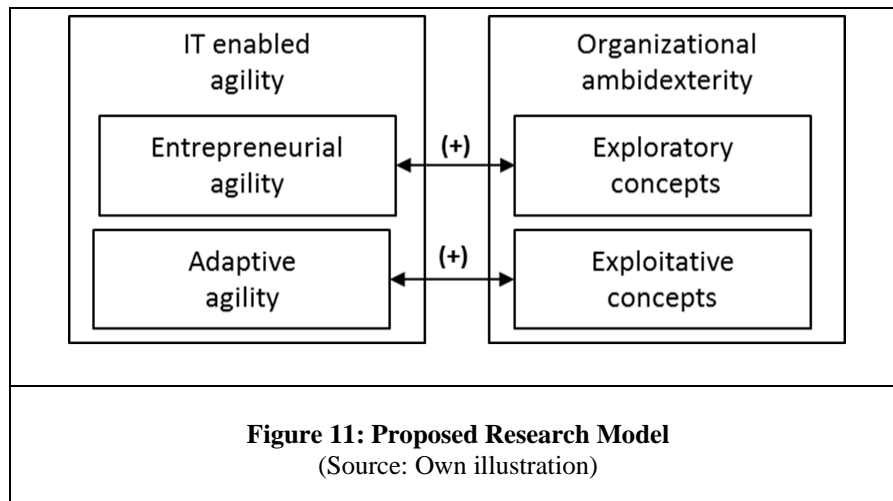 IT enabled
agility
Organizational
ambidexterity
Entrepreneurial
agility
(+)
Exploratory
concepts
Adaptive
agility
(+)
Exploitative
concepts
Figure 11: Proposed Research Model
(Source: Own illustration)